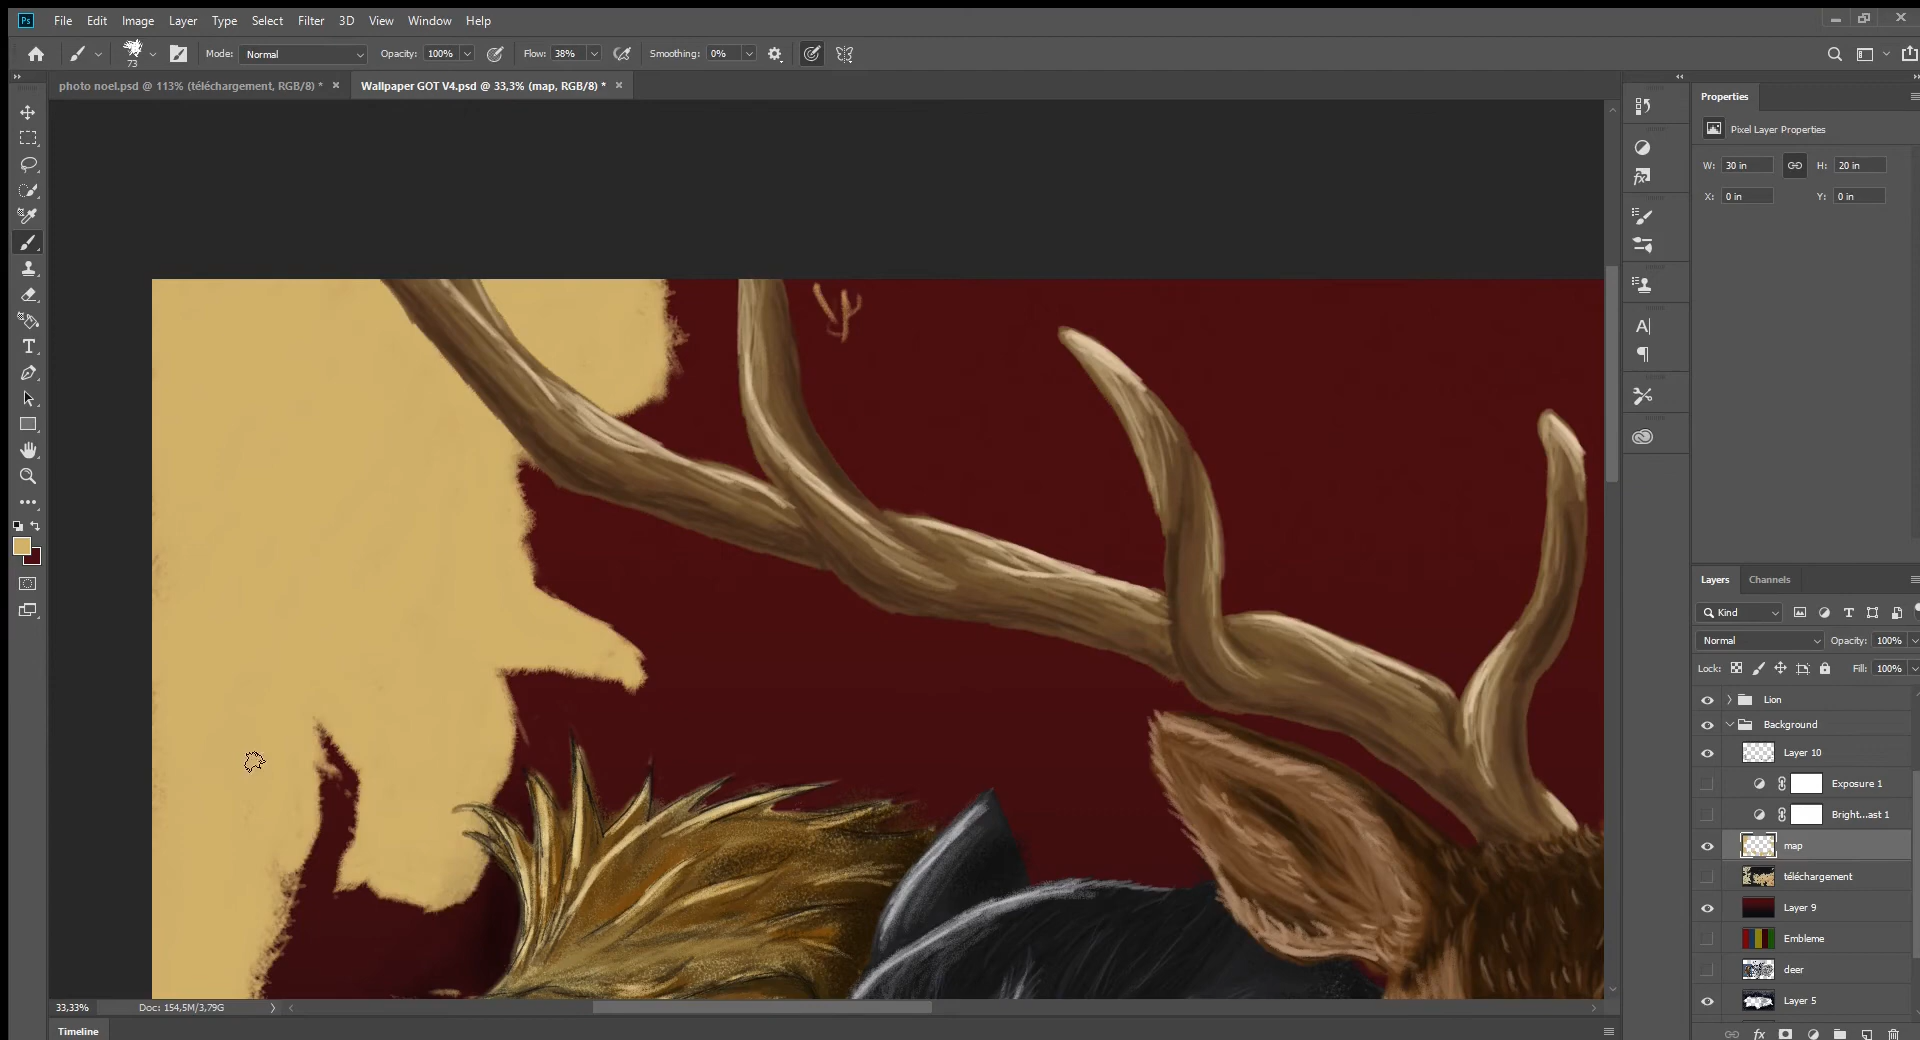 Ps File Edit Image Layer Type Select Filter 3D View Window Help
73 Mode: Normal Opacity: 100% Flow: 38% Smoothing: 0%
photo noel.psd @ 113% (téléchargement, RGB/8) * × Wallpaper GOT V4.psd @ 33,3% (map, RGB/8) * ×
Properties
Pixel Layer Properties
W: 30 in H: 20 in
X: 0 in Y: 0 in
Layers Channels
Kind
Normal Opacity: 100%
Lock: Fill: 100%
Lion
Background
Layer 10
Exposure 1
Bright...ast 1
map
téléchargement
Layer 9
Embleme
deer
Layer 5
33,33% Doc: 154,5M/3,79G
Timeline